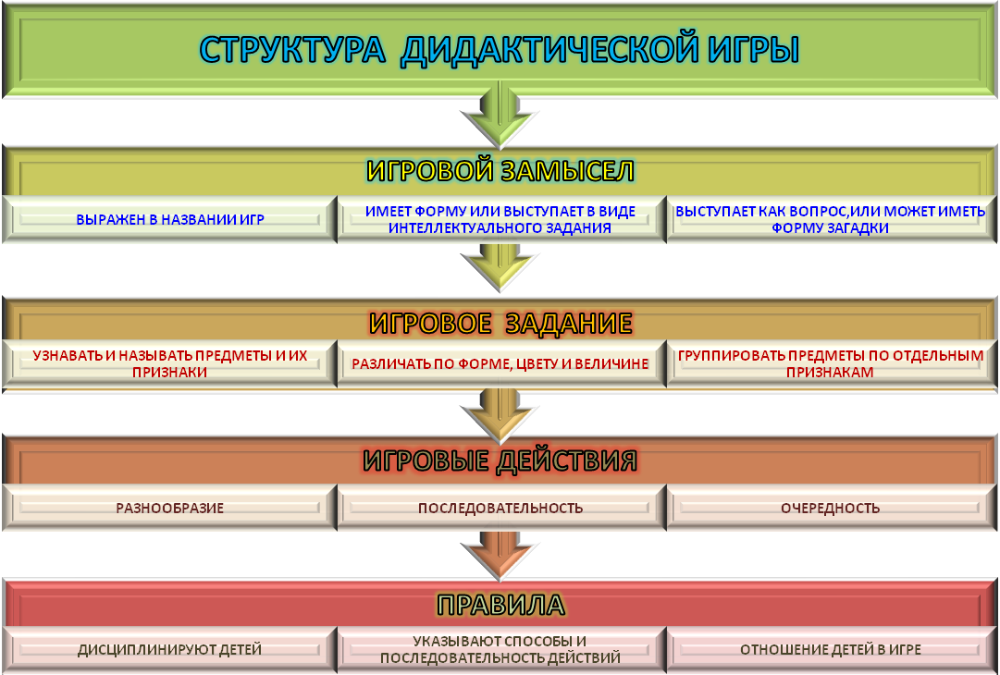 СТРУКТУРА ДИДАКТИЧЕСКОЙ ИГРЫ
ИГРОВОЙ ЗАМЫСЕЛ
ВЫРАЖЕН В НАЗВАНИИ ИГР
ИМЕЕТ ФОРМУ ИЛИ ВЫСТУПАЕТ В ВИДЕ
ИНТЕЛЛЕКТУАЛЬНОГО ЗАДАНИЯ
ВЫСТУПАЕТ КАК ВОПРОС,ИЛИ МОЖЕТ ИМЕТЬ
ФОРМУ ЗАГАДКИ
ИГРОВОЕ ЗАДАНИЕ
УЗНАВАТЬ И НАЗЫВАТЬ ПРЕДМЕТЫ И ИХ
ПРИЗНАКИ
РАЗЛИЧАТЬ ПО ФОРМЕ, ЦВЕТУ И ВЕЛИЧИНЕ
ГРУППИРОВАТЬ ПРЕДМЕТЫ ПО ОТДЕЛЬНЫМ
ПРИЗНАКАМ
ИГРОВЫЕ ДЕЙСТВИЯ
РАЗНООБРАЗИЕ
ПОСЛЕДОВАТЕЛЬНОСТЬ
ОЧЕРЕДНОСТЬ
ПРАВИЛА
ДИСЦИПЛИНИРУЮТ ДЕТЕЙ
УКАЗЫВАЮТ СПОСОБЫ И
ПОСЛЕДОВАТЕЛЬНОСТЬ ДЕЙСТВИЙ
ОТНОШЕНИЕ ДЕТЕЙ В ИГРЕ